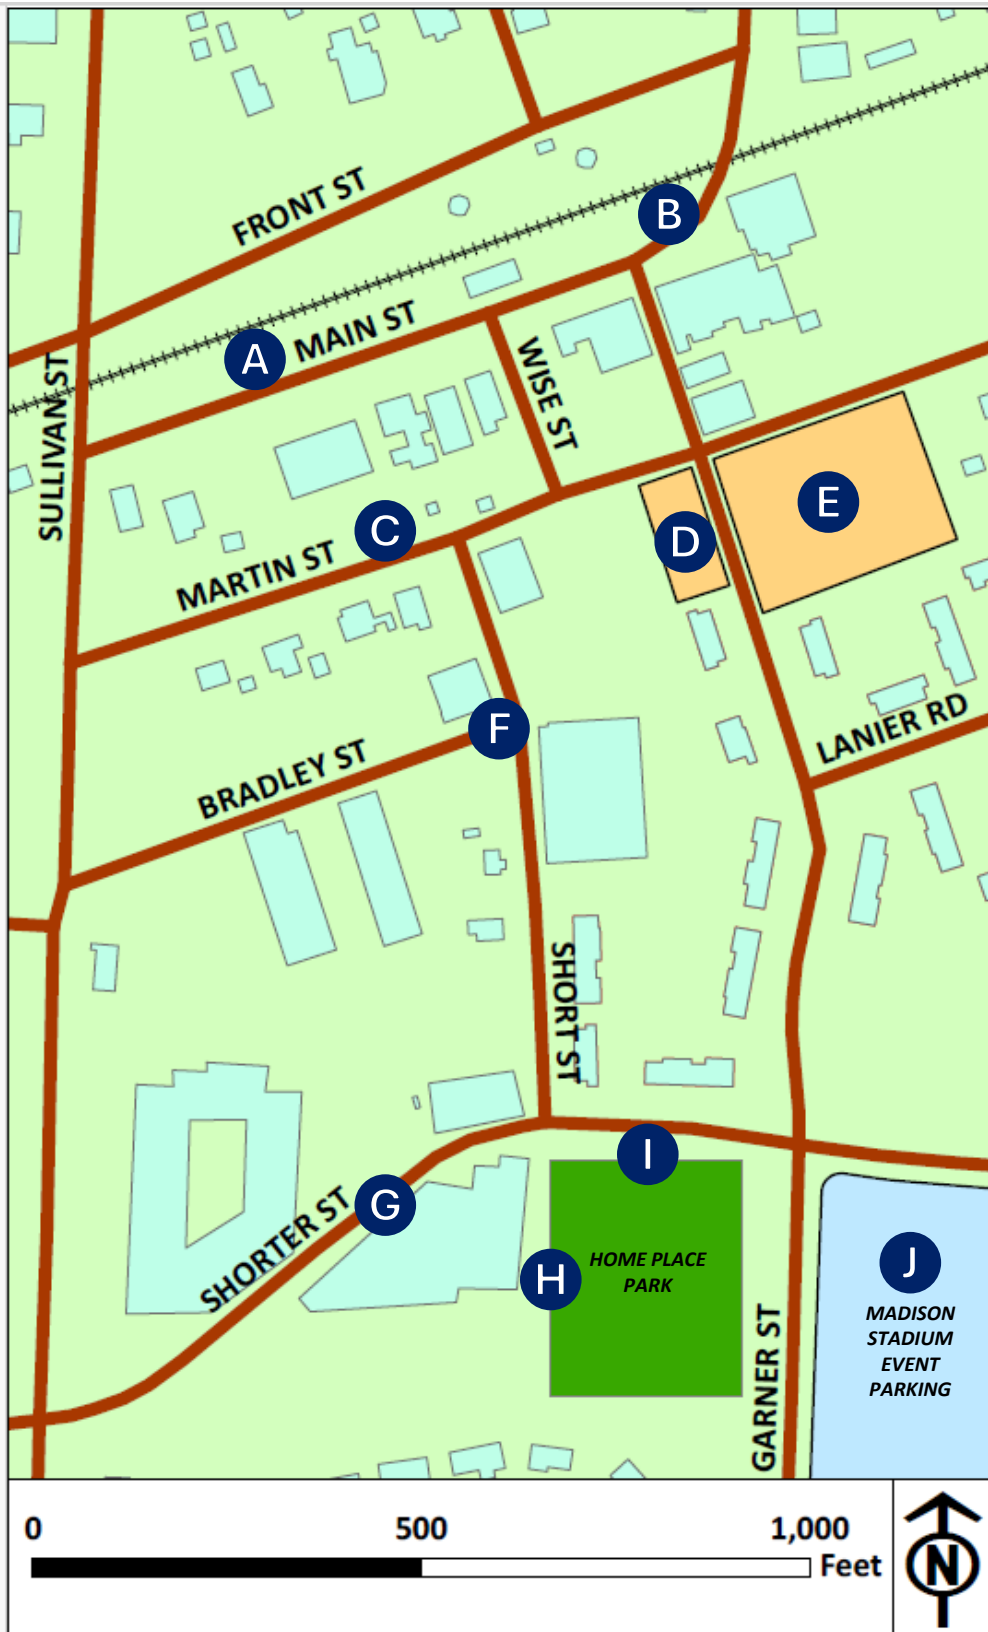 FRONT ST
B
MAIN ST
A
WISE ST
SULLIVAN ST
E
C
D
MARTIN ST
F
LANIER RD
BRADLEY ST
SHORT ST
I
G
SHORTER ST
H
HOME PLACE
PARK
J
MADISON
STADIUM
EVENT
PARKING
GARNER ST
0 500 1,000
Feet
N